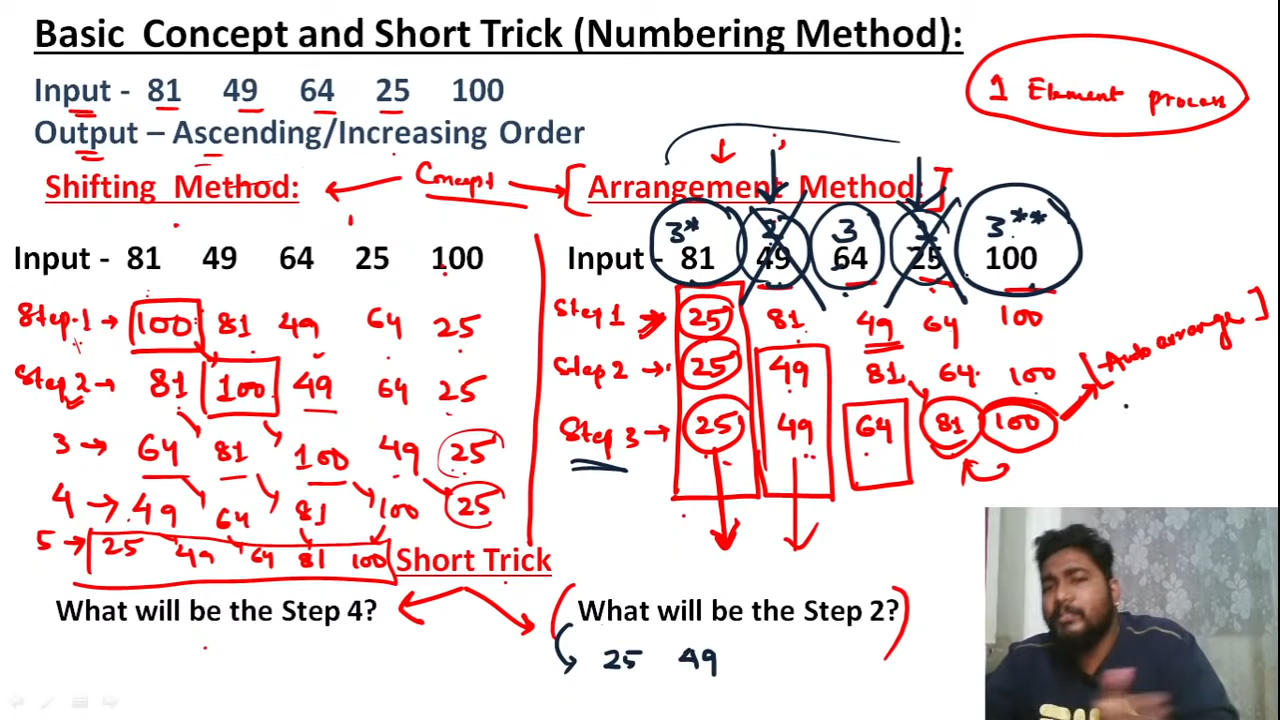 Basic Concept and Short Trick (Numbering Method):
1 Element process
Input - 81 49 64 25 100
Output – Ascending/Increasing Order
Shifting Method:
Concept
Arrangement Method:
Input - 81 49 64 25 100
Step-1 → 100 81 49 64 25
Step 2 → 81 100 49 64 25
3 → 64 81 100 49 25
4 → 49 64 81 100 25
5 → 25 49 64 81 100
3* 3 3**
Input - 81 49 64 25 100
Step 1 → 25 81 49 64 100
Step 2 → 25 49 81 64 100
Step 3 → 25 49 64 81 100
Auto arrange
Short Trick
What will be the Step 4?
What will be the Step 2?
25 49